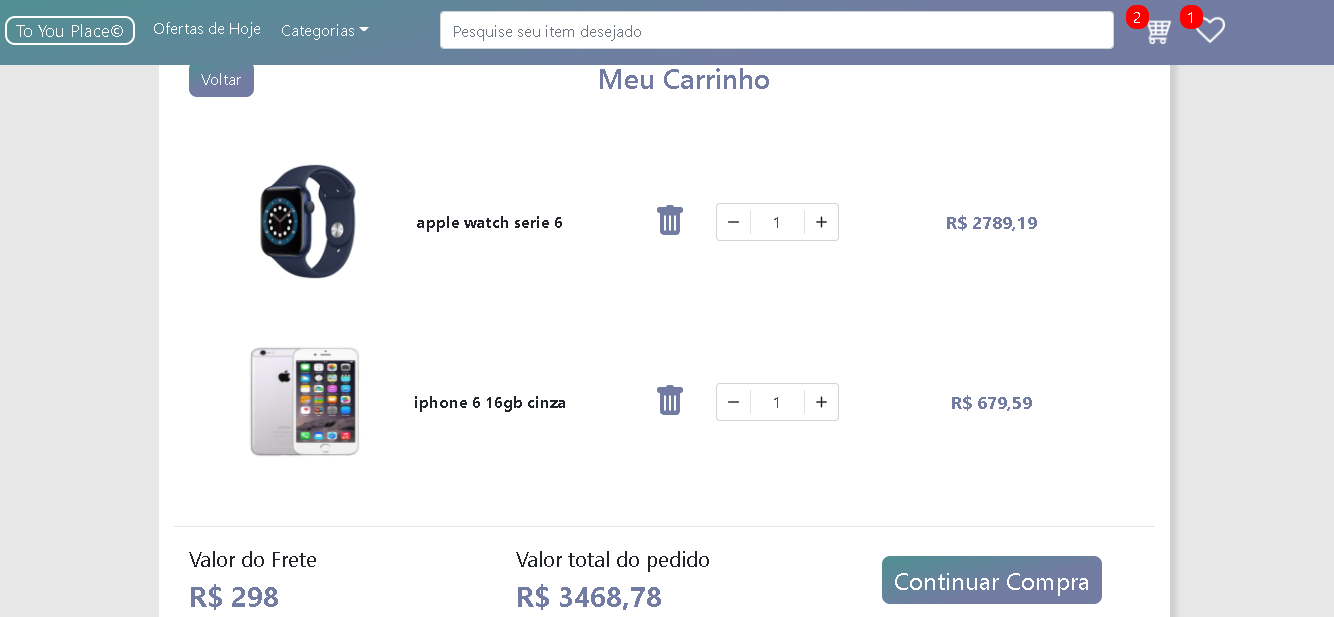 To You Place©
Ofertas de Hoje
Categorias
Pesquise seu item desejado
2
1
Voltar
Meu Carrinho
apple watch serie 6
1
R$ 2789,19
iphone 6 16gb cinza
1
R$ 679,59
Valor do Frete
R$ 298
Valor total do pedido
R$ 3468,78
Continuar Compra